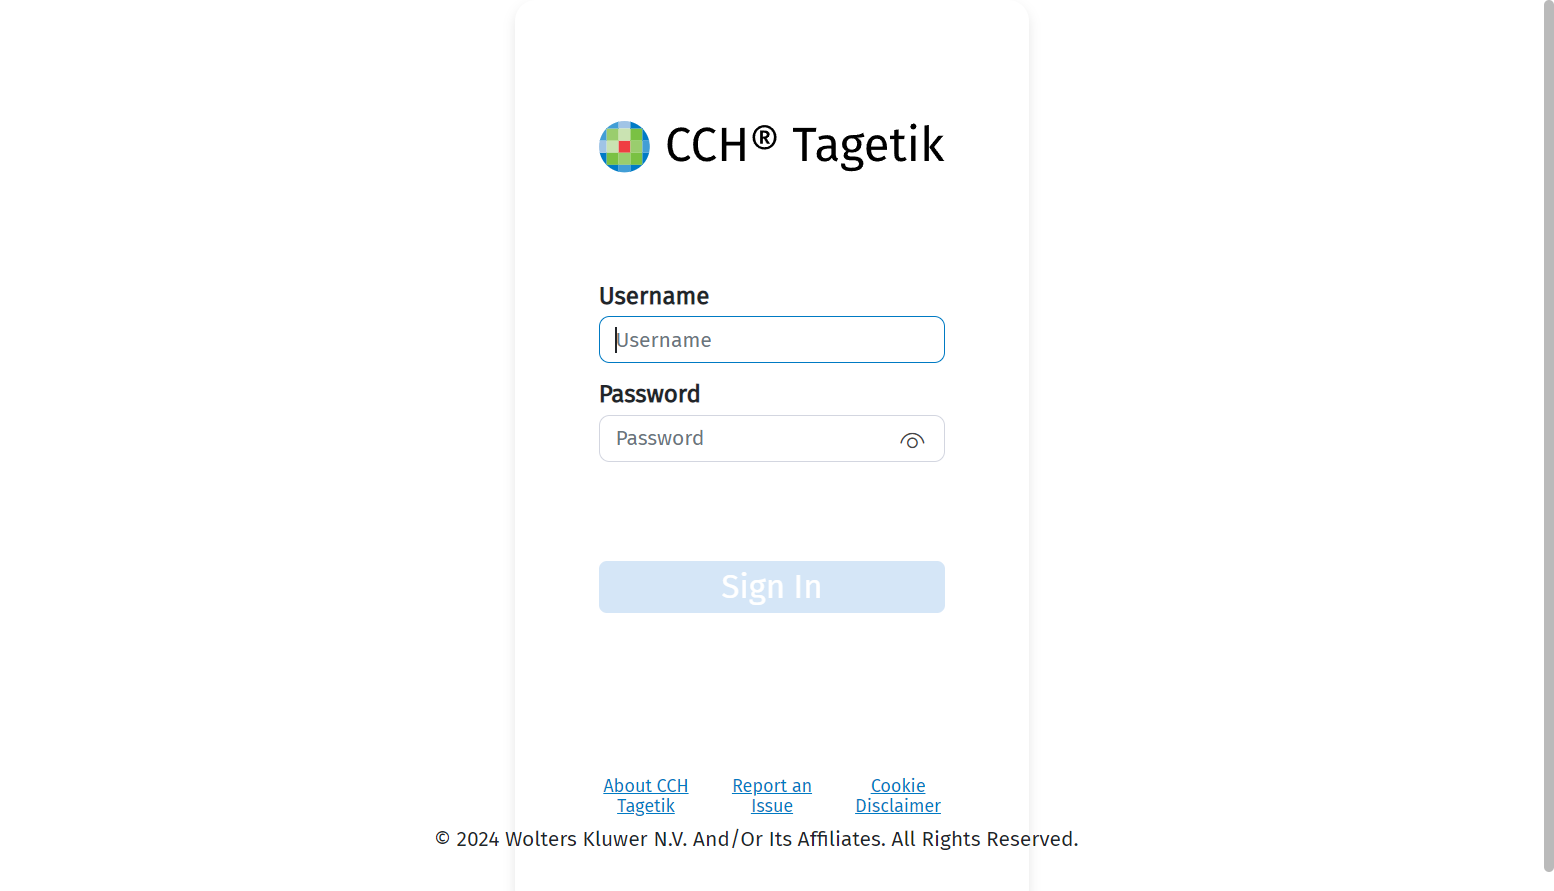 CCH® Tagetik
Username
Username
Password
Password
Sign In
About CCH
Tagetik
Report an
Issue
Cookie
Disclaimer
© 2024 Wolters Kluwer N.V. And/Or Its Affiliates. All Rights Reserved.